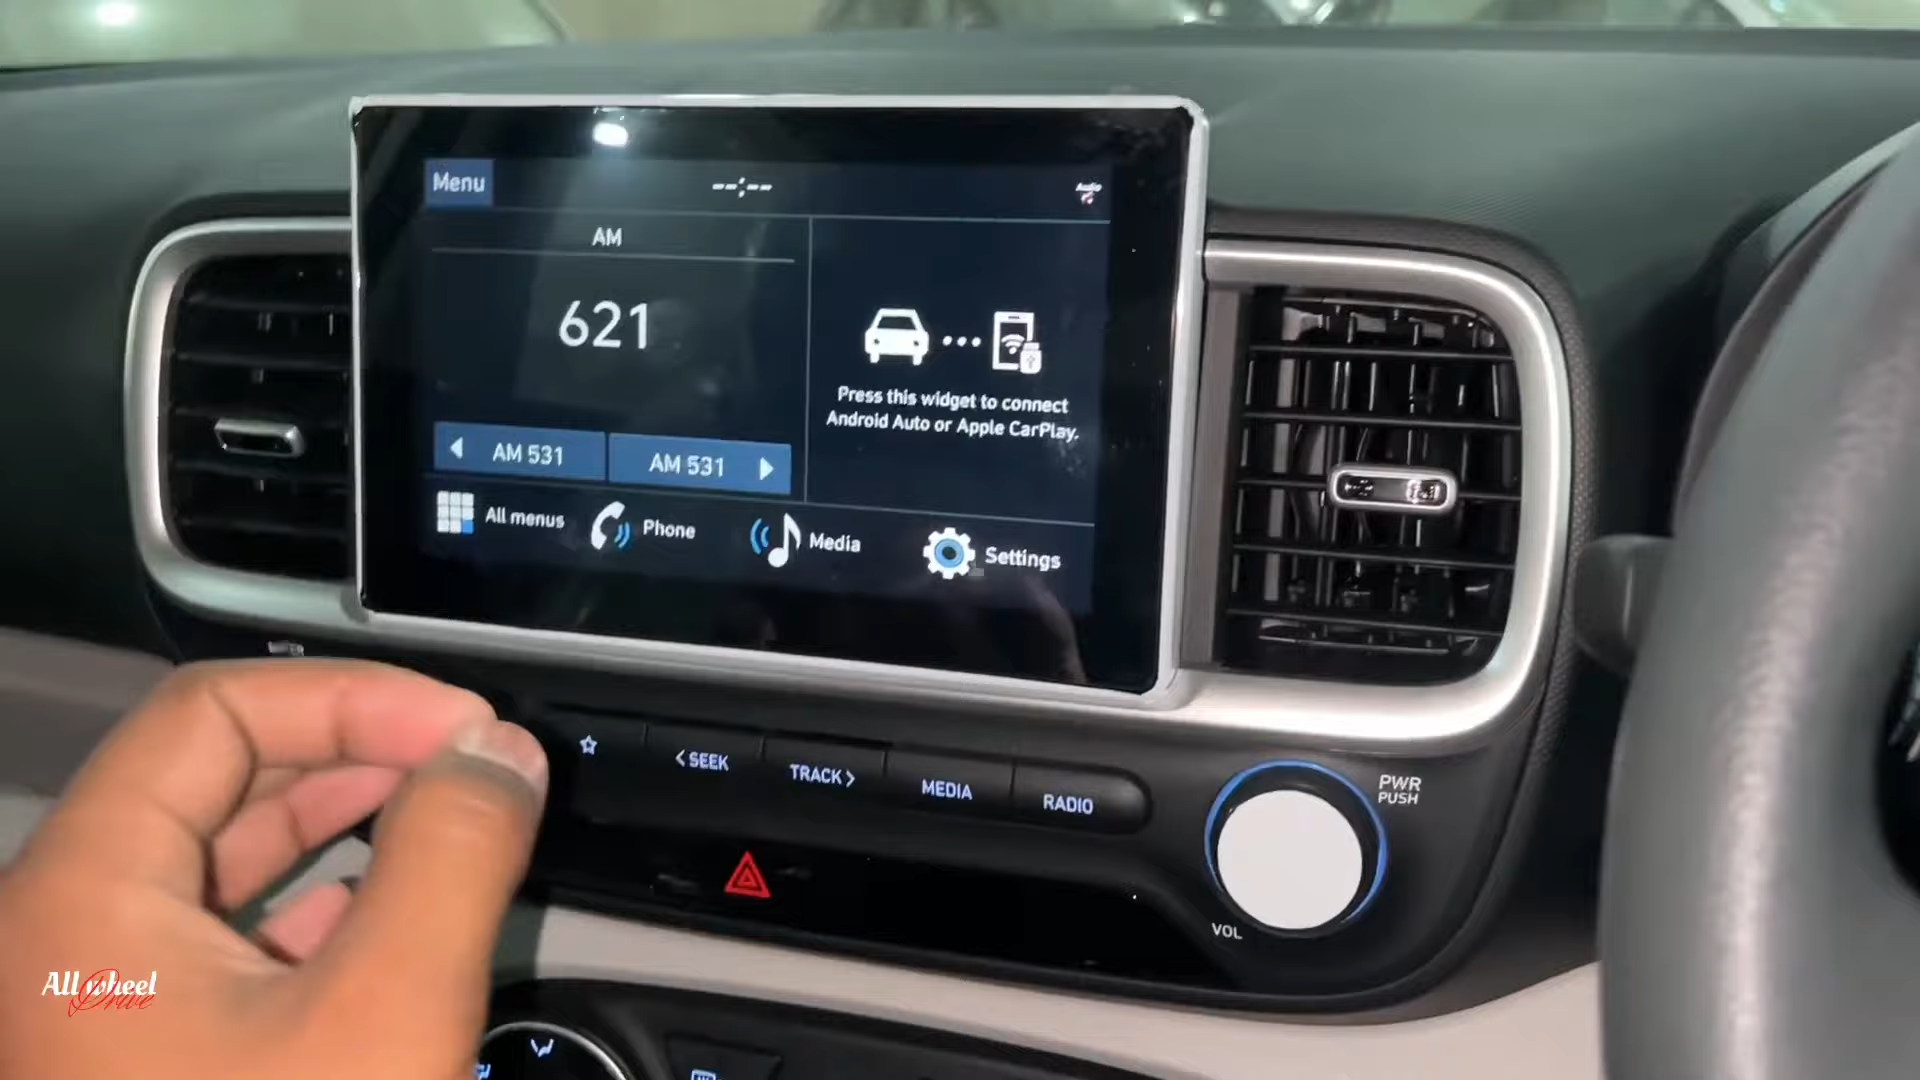 Menu
--:--
Audio
AM
621
Press this widget to connect
Android Auto or Apple CarPlay.
AM 531
AM 531
All menus
Phone
Media
Settings
< SEEK
TRACK >
MEDIA
RADIO
PWR
PUSH
VOL
All wheel
Drive